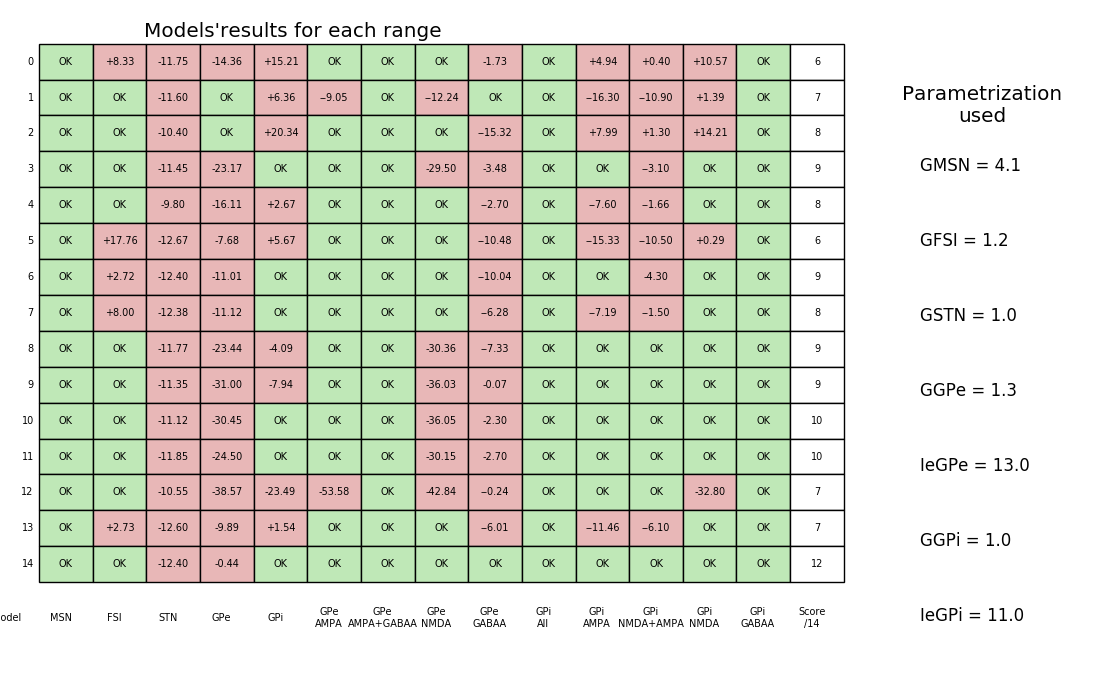 Models'results for each range
0 OK +8.33 -11.75 -14.36 +15.21 OK OK OK -1.73 OK +4.94 +0.40 +10.57 OK 6
1 OK OK -11.60 OK +6.36 --9.05 OK --12.24 OK OK --16.30 --10.90 +1.39 OK 7
2 OK OK -10.40 OK +20.34 OK OK OK --15.32 OK +7.99 +1.30 +14.21 OK 8
3 OK OK -11.45 -23.17 OK OK OK -29.50 -3.48 OK OK --3.10 OK OK 9
4 OK OK -9.80 -16.11 +2.67 OK OK OK --2.70 OK --7.60 --1.66 OK OK 8
5 OK +17.76 -12.67 -7.68 +5.67 OK OK OK --10.48 OK --15.33 --10.50 +0.29 OK 6
6 OK +2.72 -12.40 -11.01 OK OK OK OK --10.04 OK OK -4.30 OK OK 9
7 OK +8.00 -12.38 -11.12 OK OK OK OK --6.28 OK --7.19 --1.50 OK OK 8
8 OK OK -11.77 -23.44 -4.09 OK OK -30.36 --7.33 OK OK OK OK OK 9
9 OK OK -11.35 -31.00 -7.94 OK OK -36.03 -0.07 OK OK OK OK OK 9
10 OK OK -11.12 -30.45 OK OK OK -36.05 -2.30 OK OK OK OK OK 10
11 OK OK -11.85 -24.50 OK OK OK -30.15 -2.70 OK OK OK OK OK 10
12 OK OK -10.55 -38.57 -23.49 -53.58 OK -42.84 --0.24 OK OK OK -32.80 OK 7
13 OK +2.73 -12.60 -9.89 +1.54 OK OK OK --6.01 OK --11.46 --6.10 OK OK 7
14 OK OK -12.40 -0.44 OK OK OK OK OK OK OK OK OK OK 12
odel MSN FSI STN GPe GPi GPe GPe GPe GPe GPi GPi GPi GPi GPi Score
AMPA AMPA+GABAA NMDA GABAA All AMPA NMDA+AMPA NMDA GABAA /14
Parametrization
used
GMSN = 4.1
GFSI = 1.2
GSTN = 1.0
GGPe = 1.3
IeGPe = 13.0
GGPi = 1.0
IeGPi = 11.0